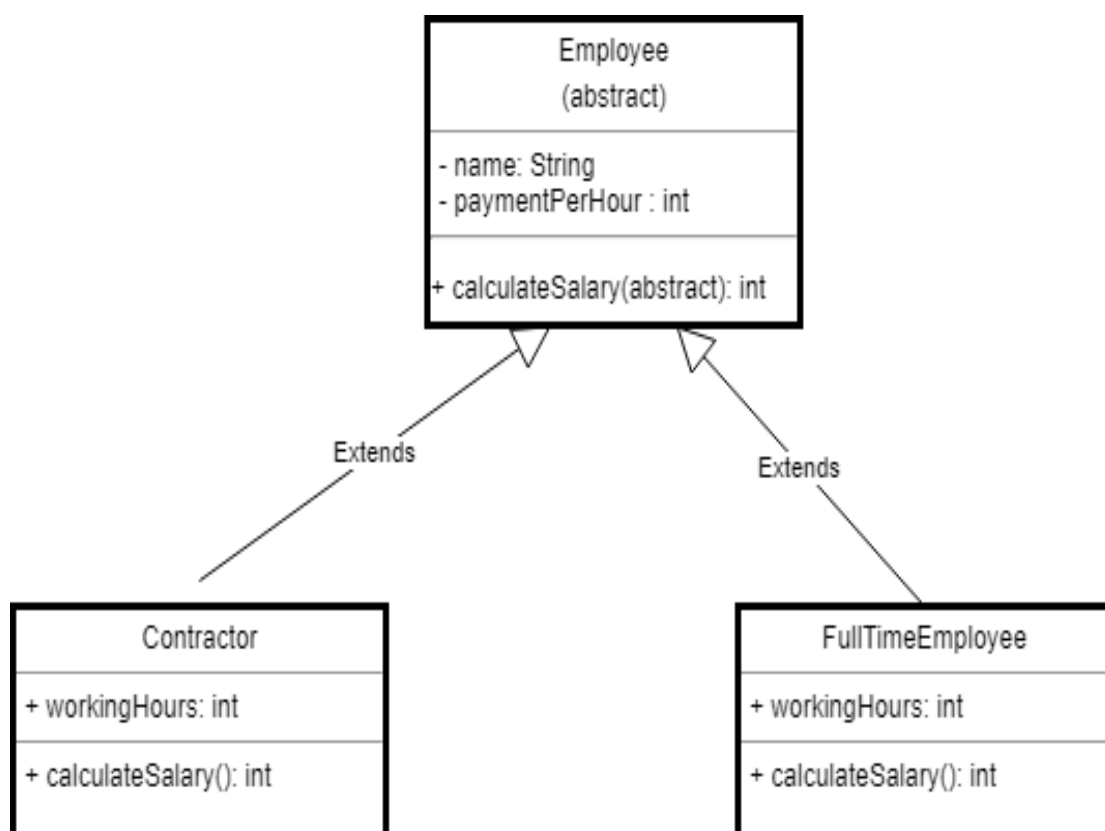 Employee
(abstract)
- name: String
- paymentPerHour : int
+ calculateSalary(abstract): int
Extends
Extends
Contractor
+ workingHours: int
+ calculateSalary(): int
FullTimeEmployee
+ workingHours: int
+ calculateSalary(): int